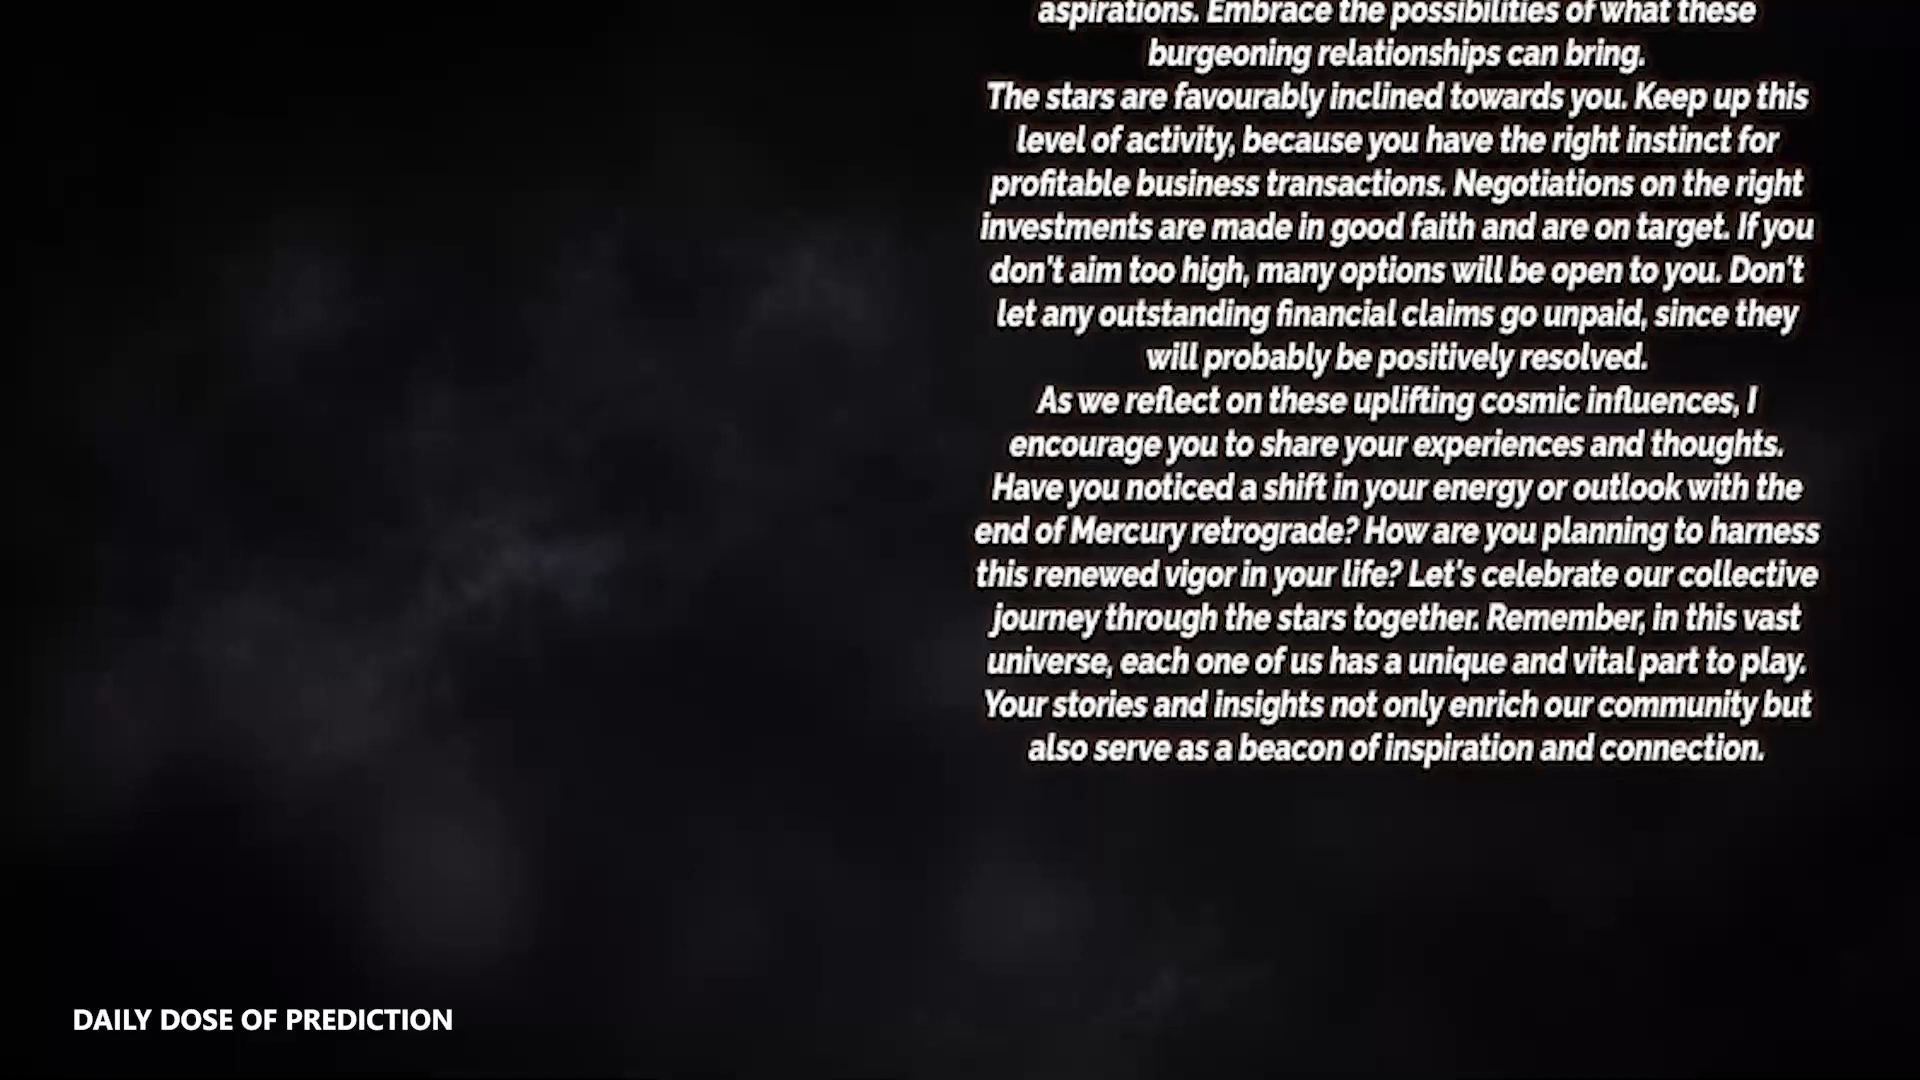 aspirations. Embrace the possibilities of what these
burgeoning relationships can bring.
The stars are favourably inclined towards you. Keep up this
level of activity, because you have the right instinct for
profitable business transactions. Negotiations on the right
investments are made in good faith and are on target. If you
don't aim too high, many options will be open to you. Don't
let any outstanding financial claims go unpaid, since they
will probably be positively resolved.
As we reflect on these uplifting cosmic influences, I
encourage you to share your experiences and thoughts.
Have you noticed a shift in your energy or outlook with the
end of Mercury retrograde? How are you planning to harness
this renewed vigor in your life? Let's celebrate our collective
journey through the stars together. Remember, in this vast
universe, each one of us has a unique and vital part to play.
Your stories and insights not only enrich our community but
also serve as a beacon of inspiration and connection.
DAILY DOSE OF PREDICTION